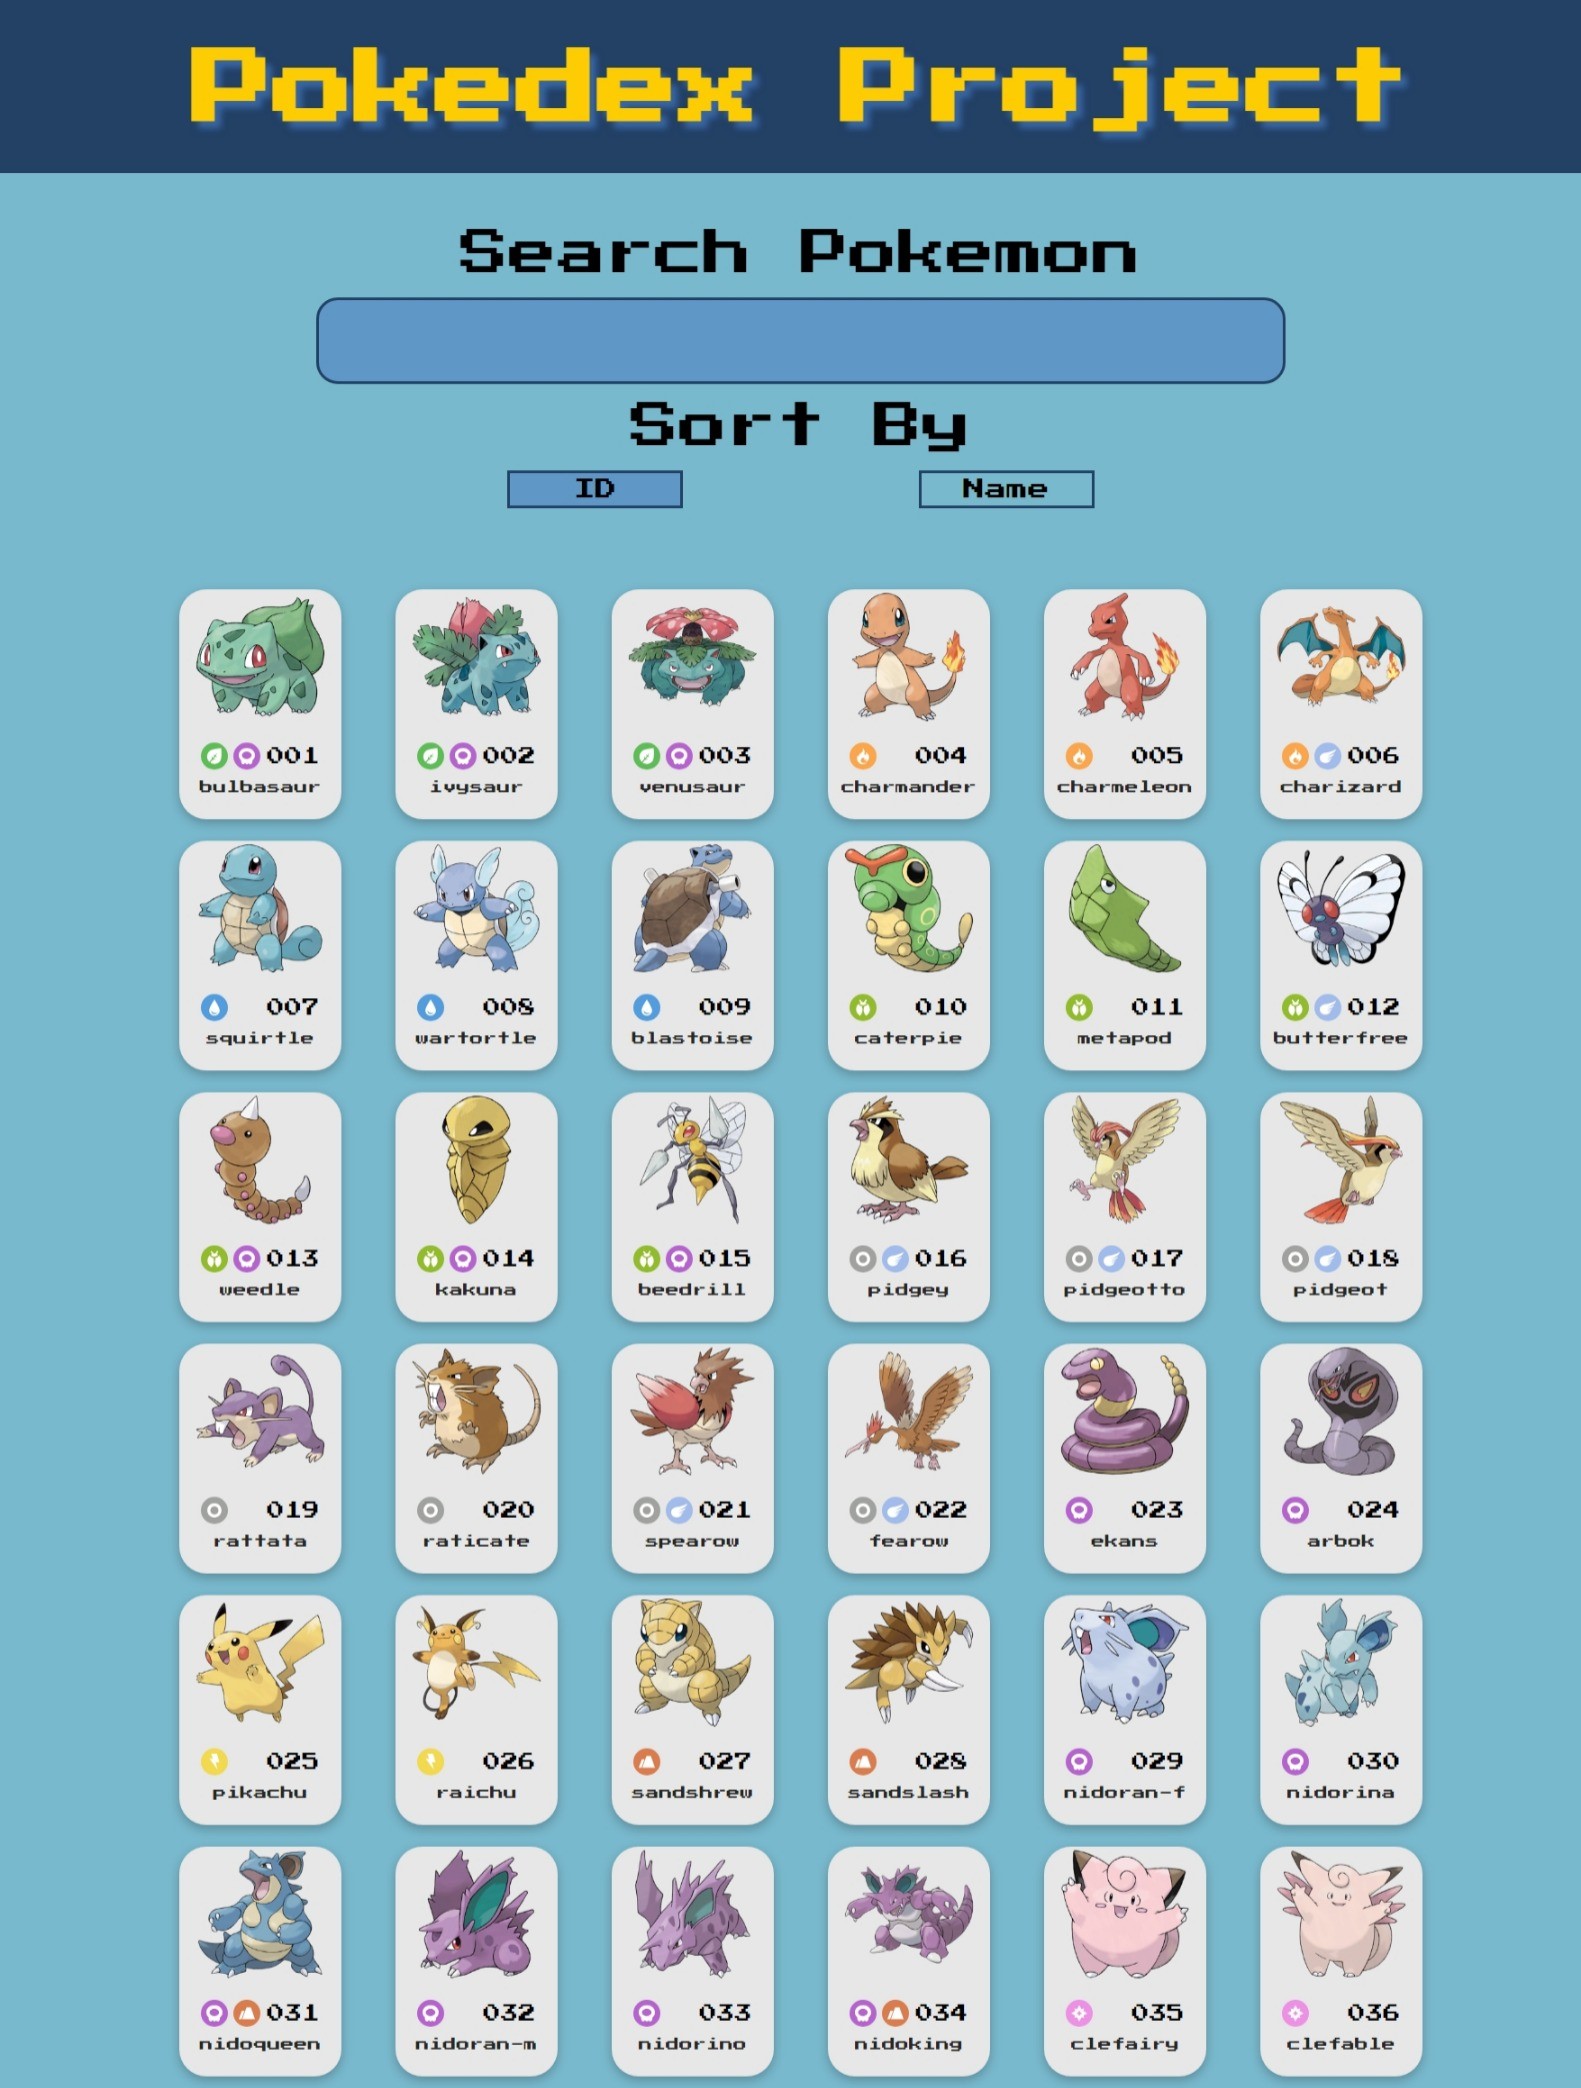 Pokedex Project
Search Pokemon
Sort By
ID Name
001 002 003 004 005 006
bulbasaur ivysaur venusaur charmander charmeleon charizard
007 008 009 010 011 012
squirtle wartortle blastoise caterpie metapod butterfree
013 014 015 016 017 018
weedle kakuna beedrill pidgey pidgeotto pidgeot
019 020 021 022 023 024
rattata raticate spearow fearow ekans arbok
025 026 027 028 029 030
pikachu raichu sandshrew sandslash nidoran-f nidorina
031 032 033 034 035 036
nidoqueen nidoran-m nidorino nidoking clefairy clefable